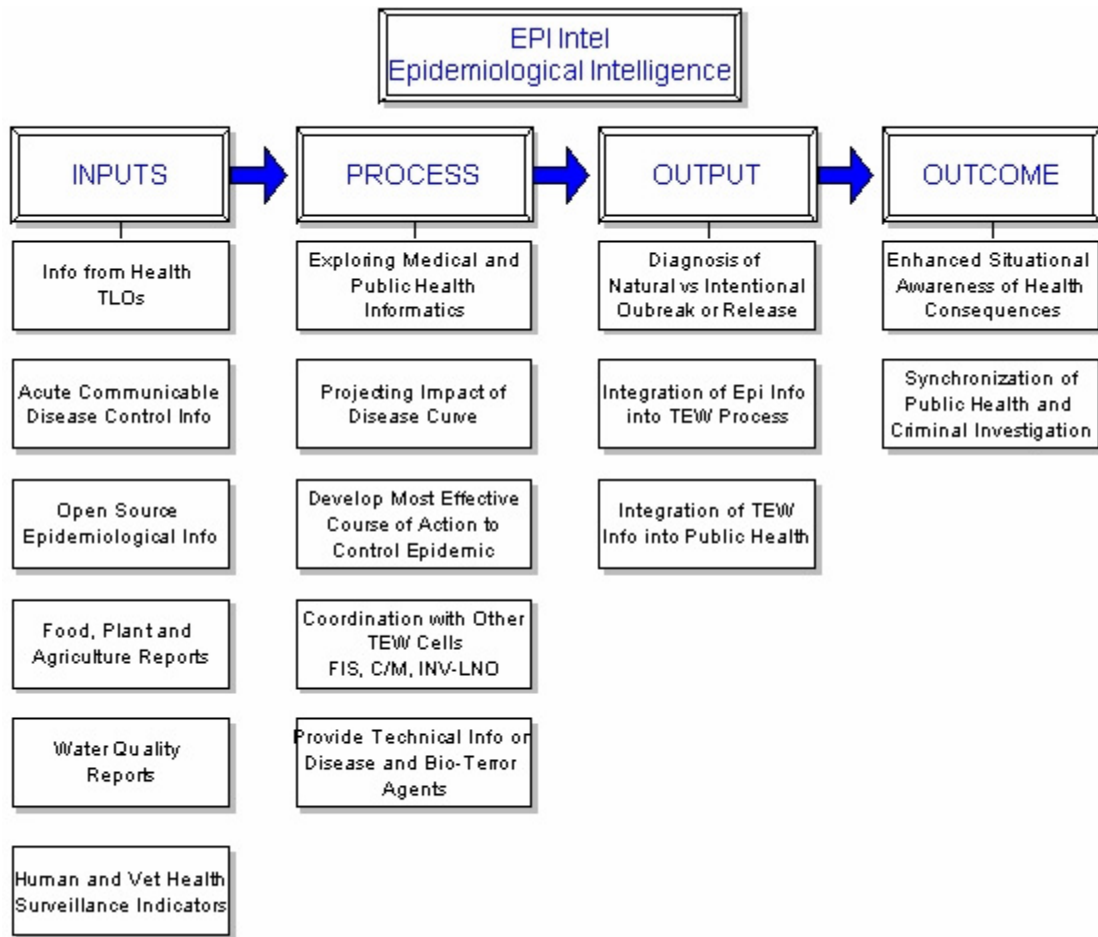 EPI Intel
Epidemiological Intelligence
INPUTS
PROCESS
OUTPUT
OUTCOME
Info from Health
TLOs
Acute Communicable
Disease Control Info
Open Source
Epidemiological Info
Food, Plant and
Agriculture Reports
Water Quality
Reports
Human and Vet Health
Surveillance Indicators
Exploring Medical and
Public Health
Informatics
Projecting Impact of
Disease Curve
Develop Most Effective
Course of Action to
Control Epidemic
Coordination with Other
TEW Cells
FIS, C/M, INV-LNO
Provide Technical Info on
Disease and Bio-Terror
Agents
Diagnosis of
Natural vs Intentional
Outbreak or Release
Integration of Epi Info
into TEW Process
Integration of TEW
Info into Public Health
Enhanced Situational
Awareness of Health
Consequences
Synchronization of
Public Health and
Criminal Investigation